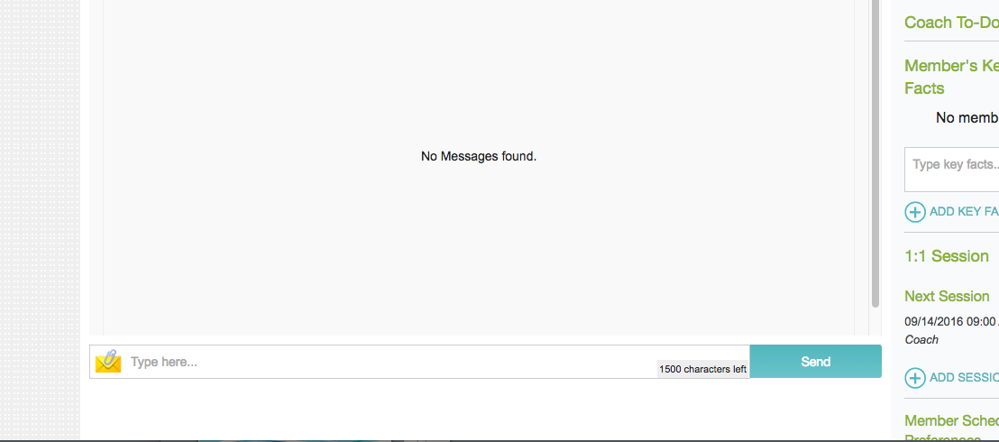 No Messages found.
Type here...
1500 characters left
Send
Coach To-Do
Member's Ke
Facts
No memb
Type key facts..
ADD KEY FA
1:1 Session
Next Session
09/14/2016 09:00
Coach
ADD SESSIO
Member Sched
Preferences